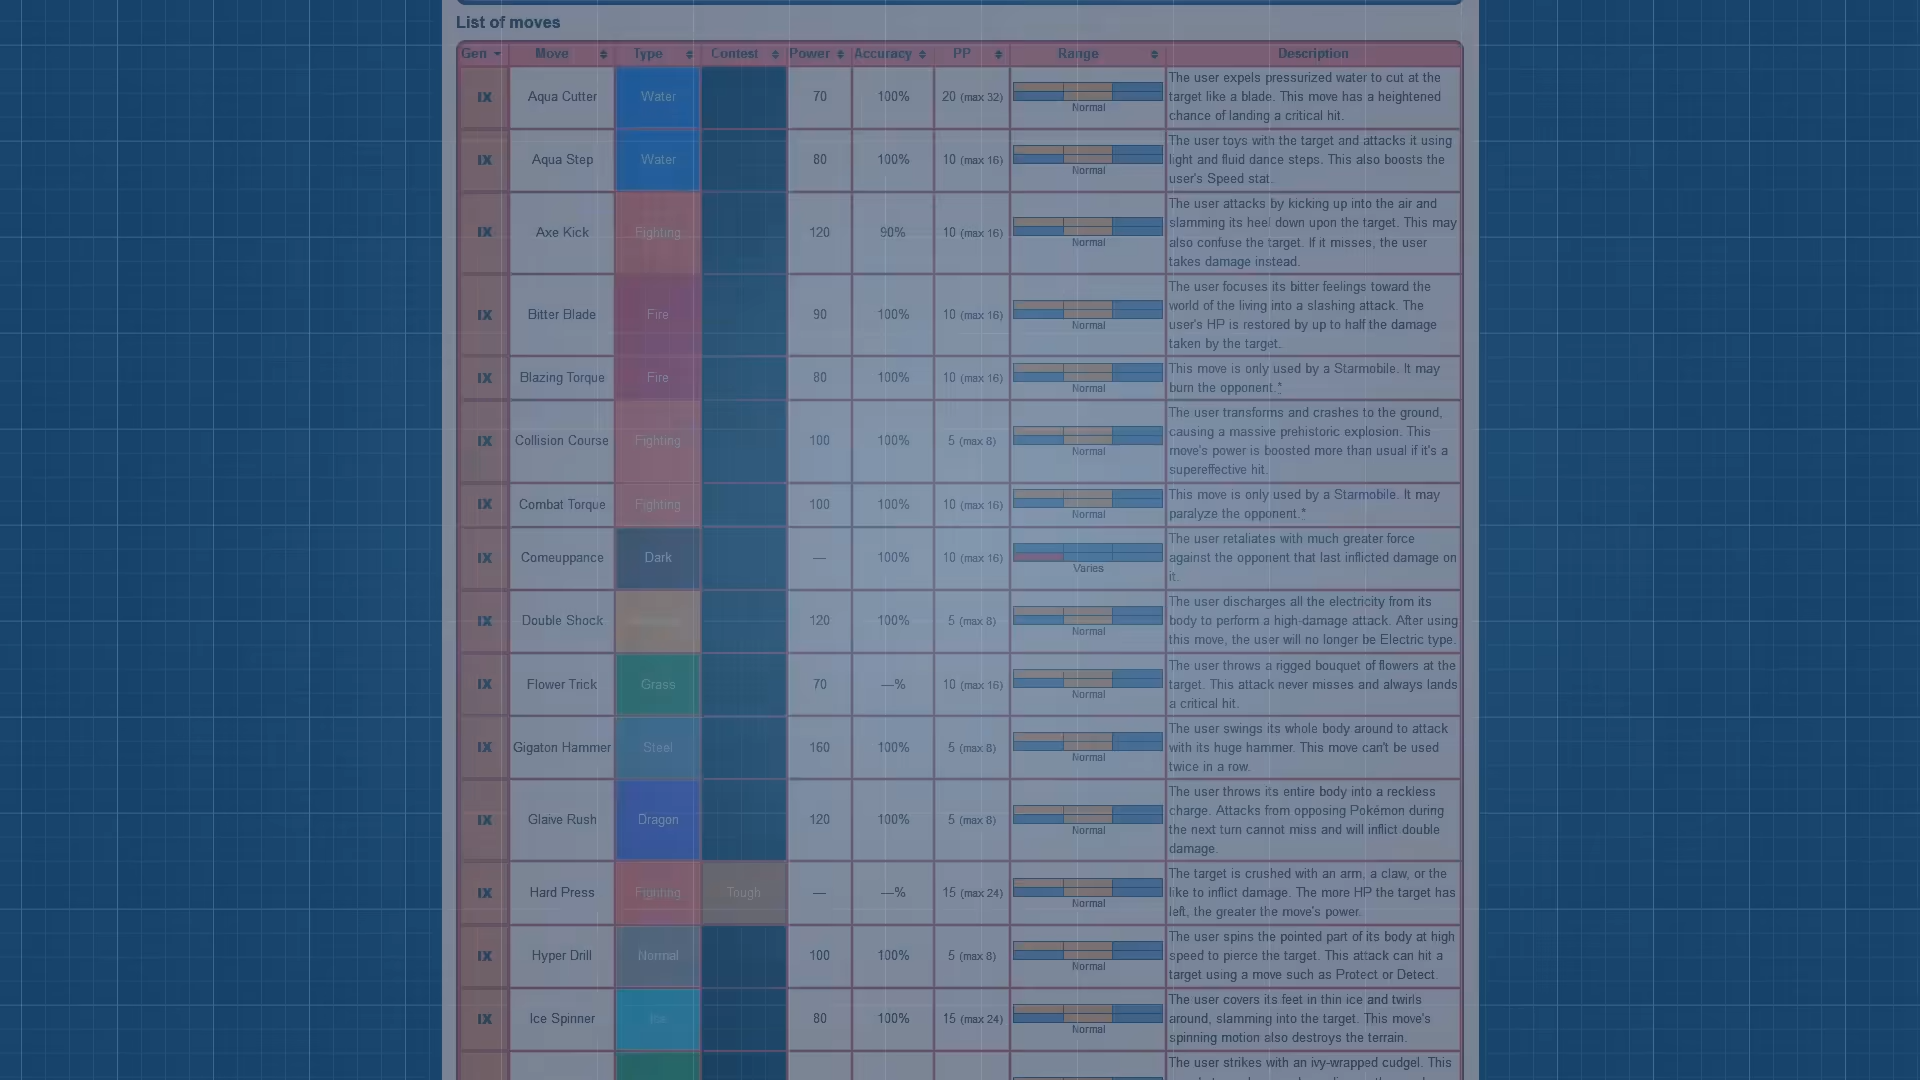 List of moves
Gen Move Type Contest Power Accuracy PP Range Description
The user expels pressurized water to cut at the
IX Aqua Cutter Water 70 100% 20 (max 32) target like a blade. This move has a heightened
Normal
chance of landing a critical hit.
The user toys with the target and attacks it using
IX Aqua Step Water 80 100% 10 (max 16) light and fluid dance steps. This also boosts the
Normal
user's Speed stat.
The user attacks by kicking up into the air and
slamming its heel down upon the target. This may
IX Axe Kick Fighting 120 90% 10 (max 16) Normal
also confuse the target. If it misses, the user
takes damage instead.
The user focuses its bitter feelings toward the
world of the living into a slashing attack. The
IX Bitter Blade Fire 90 100% 10 (max 16) Normal
user's HP is restored by up to half the damage
taken by the target.
This move is only used by a Starmobile. It may
IX Blazing Torque Fire 80 100% 10 (max 16) Normal
burn the opponent.*
The user transforms and crashes to the ground,
causing a massive prehistoric explosion. This
IX Collision Course Fighting 100 100% 5 (max 8) Normal
move's power is boosted more than usual if it's a
supereffective hit.
This move is only used by a Starmobile. It may
IX Combat Torque Fighting 100 100% 10 (max 16) Normal
paralyze the opponent.*
The user retaliates with much greater force
IX Comeuppance Dark — 100% 10 (max 16) against the opponent that last inflicted damage on
Varies
it.
The user discharges all the electricity from its
IX Double Shock 120 100% 5 (max 8) body to perform a high-damage attack. After using
Normal
this move, the user will no longer be Electric type.
The user throws a rigged bouquet of flowers at the
IX Flower Trick Grass 70 —% 10 (max 16) target. This attack never misses and always lands
Normal
a critical hit.
The user swings its whole body around to attack
IX Gigaton Hammer Steel 160 100% 5 (max 8) with its huge hammer. This move can't be used
Normal
twice in a row.
The user throws its entire body into a reckless
charge. Attacks from opposing Pokémon during
IX Glaive Rush Dragon 120 100% 5 (max 8) Normal
the next turn cannot miss and will inflict double
damage.
The target is crushed with an arm, a claw, or the
IX Hard Press Fighting Tough — —% 15 (max 24) like to inflict damage. The more HP the target has
Normal
left, the greater the move's power.
The user spins the pointed part of its body at high
IX Hyper Drill Normal 100 100% 5 (max 8) speed to pierce the target. This attack can hit a
Normal
target using a move such as Protect or Detect.
The user covers its feet in thin ice and twirls
IX Ice Spinner Ice 80 100% 15 (max 24) around, slamming into the target. This move's
Normal
spinning motion also destroys the terrain.
The user strikes with an ivy-wrapped cudgel. This